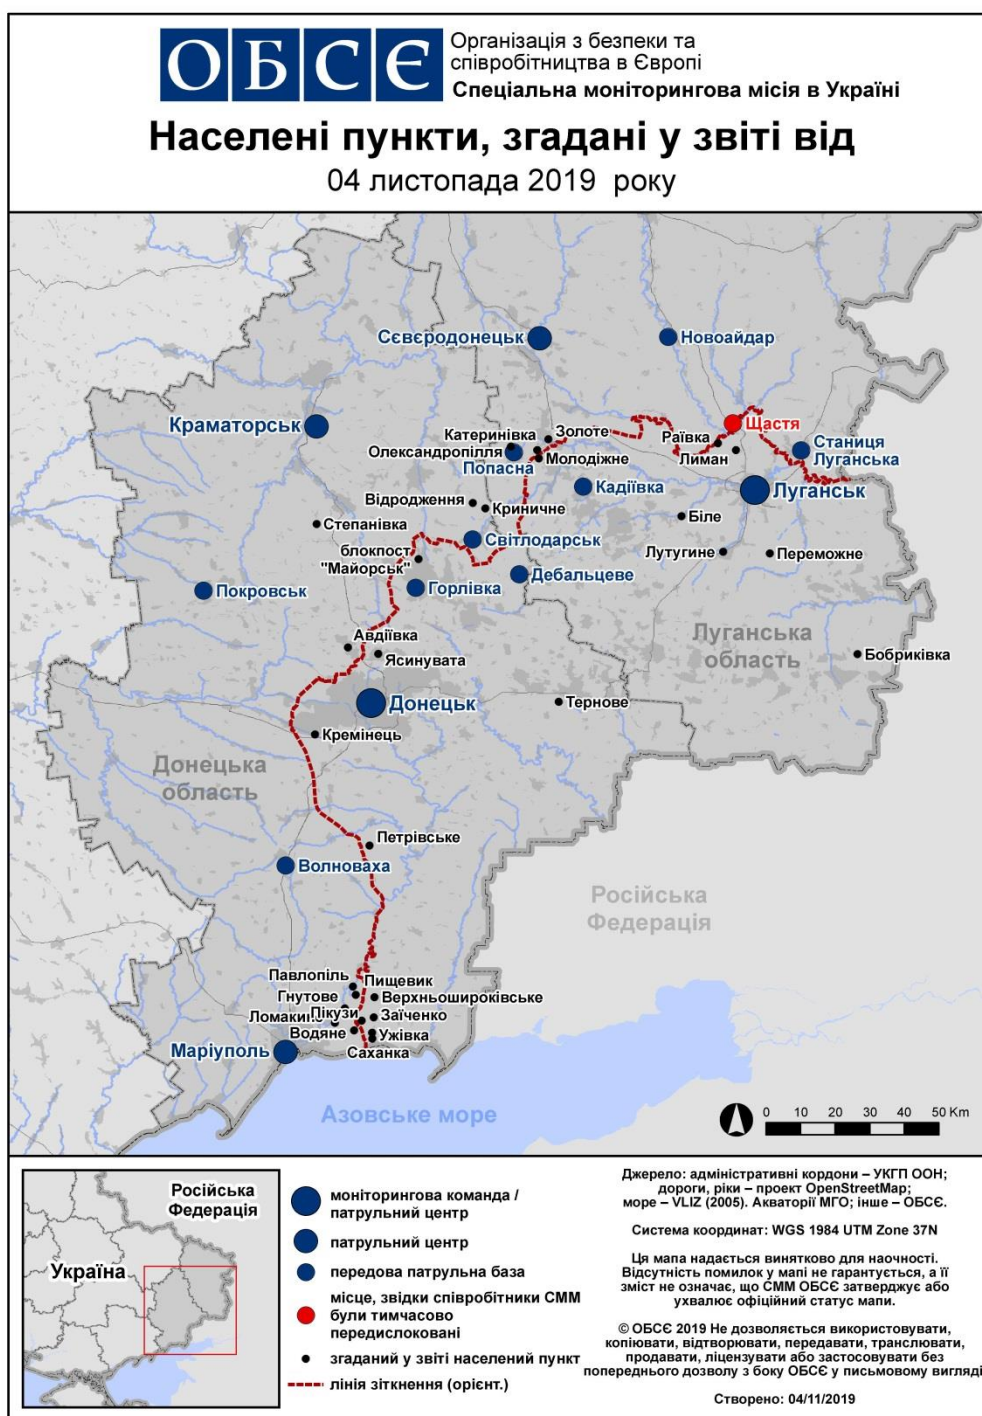 ОБСЄ
Організація з безпеки та
співробітництва в Європі
Спеціальна моніторингова місія в Україні
Населені пункти, згадані у звіті від
04 листопада 2019 року
Сєвєродонецьк
Новоайдар
Краматорськ
Щастя
Катеринівка
Золоте
Раївка
Станиця
Луганська
Олександропілля
Попасна
Молодіжне
Лиман
Кадіївка
Луганськ
Відродження
Криничне
Біле
Степанівка
Світлодарськ
блокпост
"Майорськ"
Лутугине
Переможне
Дебальцеве
Покровськ
Горлівка
Авдіївка
Ясинувата
Луганська
область
Бобриківка
Донецьк
Тернове
Кремінець
Донецька
область
Петрівське
Волноваха
Російська
Федерація
Павлопіль
Пищевик
Гнутове
Верхньошироківське
Пікузи
Заїченко
Водяне
Ужівка
Саханка
Маріуполь
Азовське море
0 10 20 30 40 50 Km
Російська
Федерація
Україна
моніторингова команда /
патрульний центр
патрульний центр
передова патрульна база
місце, звідки співробітники СММ
були тимчасово
передислоковані
згаданий у звіті населений пункт
лінія зіткнення (орієнт.)
Джерело: адміністративні кордони – УКГП ООН;
дороги, ріки – проект OpenStreetMap;
море – VLIZ (2005). Акваторії МГО; інше – ОБСЄ.
Система координат: WGS 1984 UTM Zone 37N
Ця мапа надається винятково для наочності.
Відсутність помилок у мапі не гарантується, а її
зміст не означає, що СММ ОБСЄ затверджує або
ухвалює офіційний статус мапи.
© ОБСЄ 2019 Не дозволяється використовувати,
копіювати, відтворювати, передавати, транслювати,
продавати, ліцензувати або застосовувати без
попереднього дозволу з боку ОБСЄ у письмовому вигляді
Створено: 04/11/2019